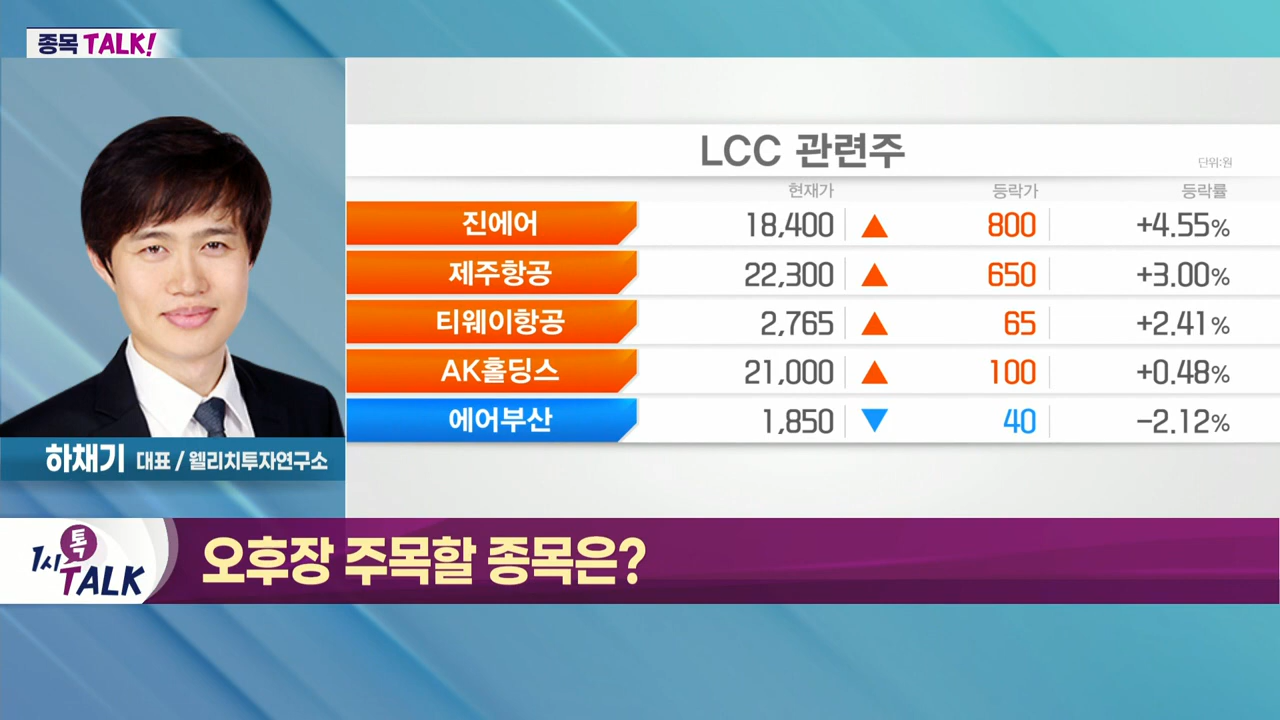 종목 TALK!
LCC 관련주
단위:원
현재가 등락가 등락률
진에어 18,400 ▲ 800 +4.55%
제주항공 22,300 ▲ 650 +3.00%
티웨이항공 2,765 ▲ 65 +2.41%
AK홀딩스 21,000 ▲ 100 +0.48%
에어부산 1,850 ▼ 40 -2.12%
하채기 대표 / 웰리치투자연구소
1시 톡 TALK
오후장 주목할 종목은?